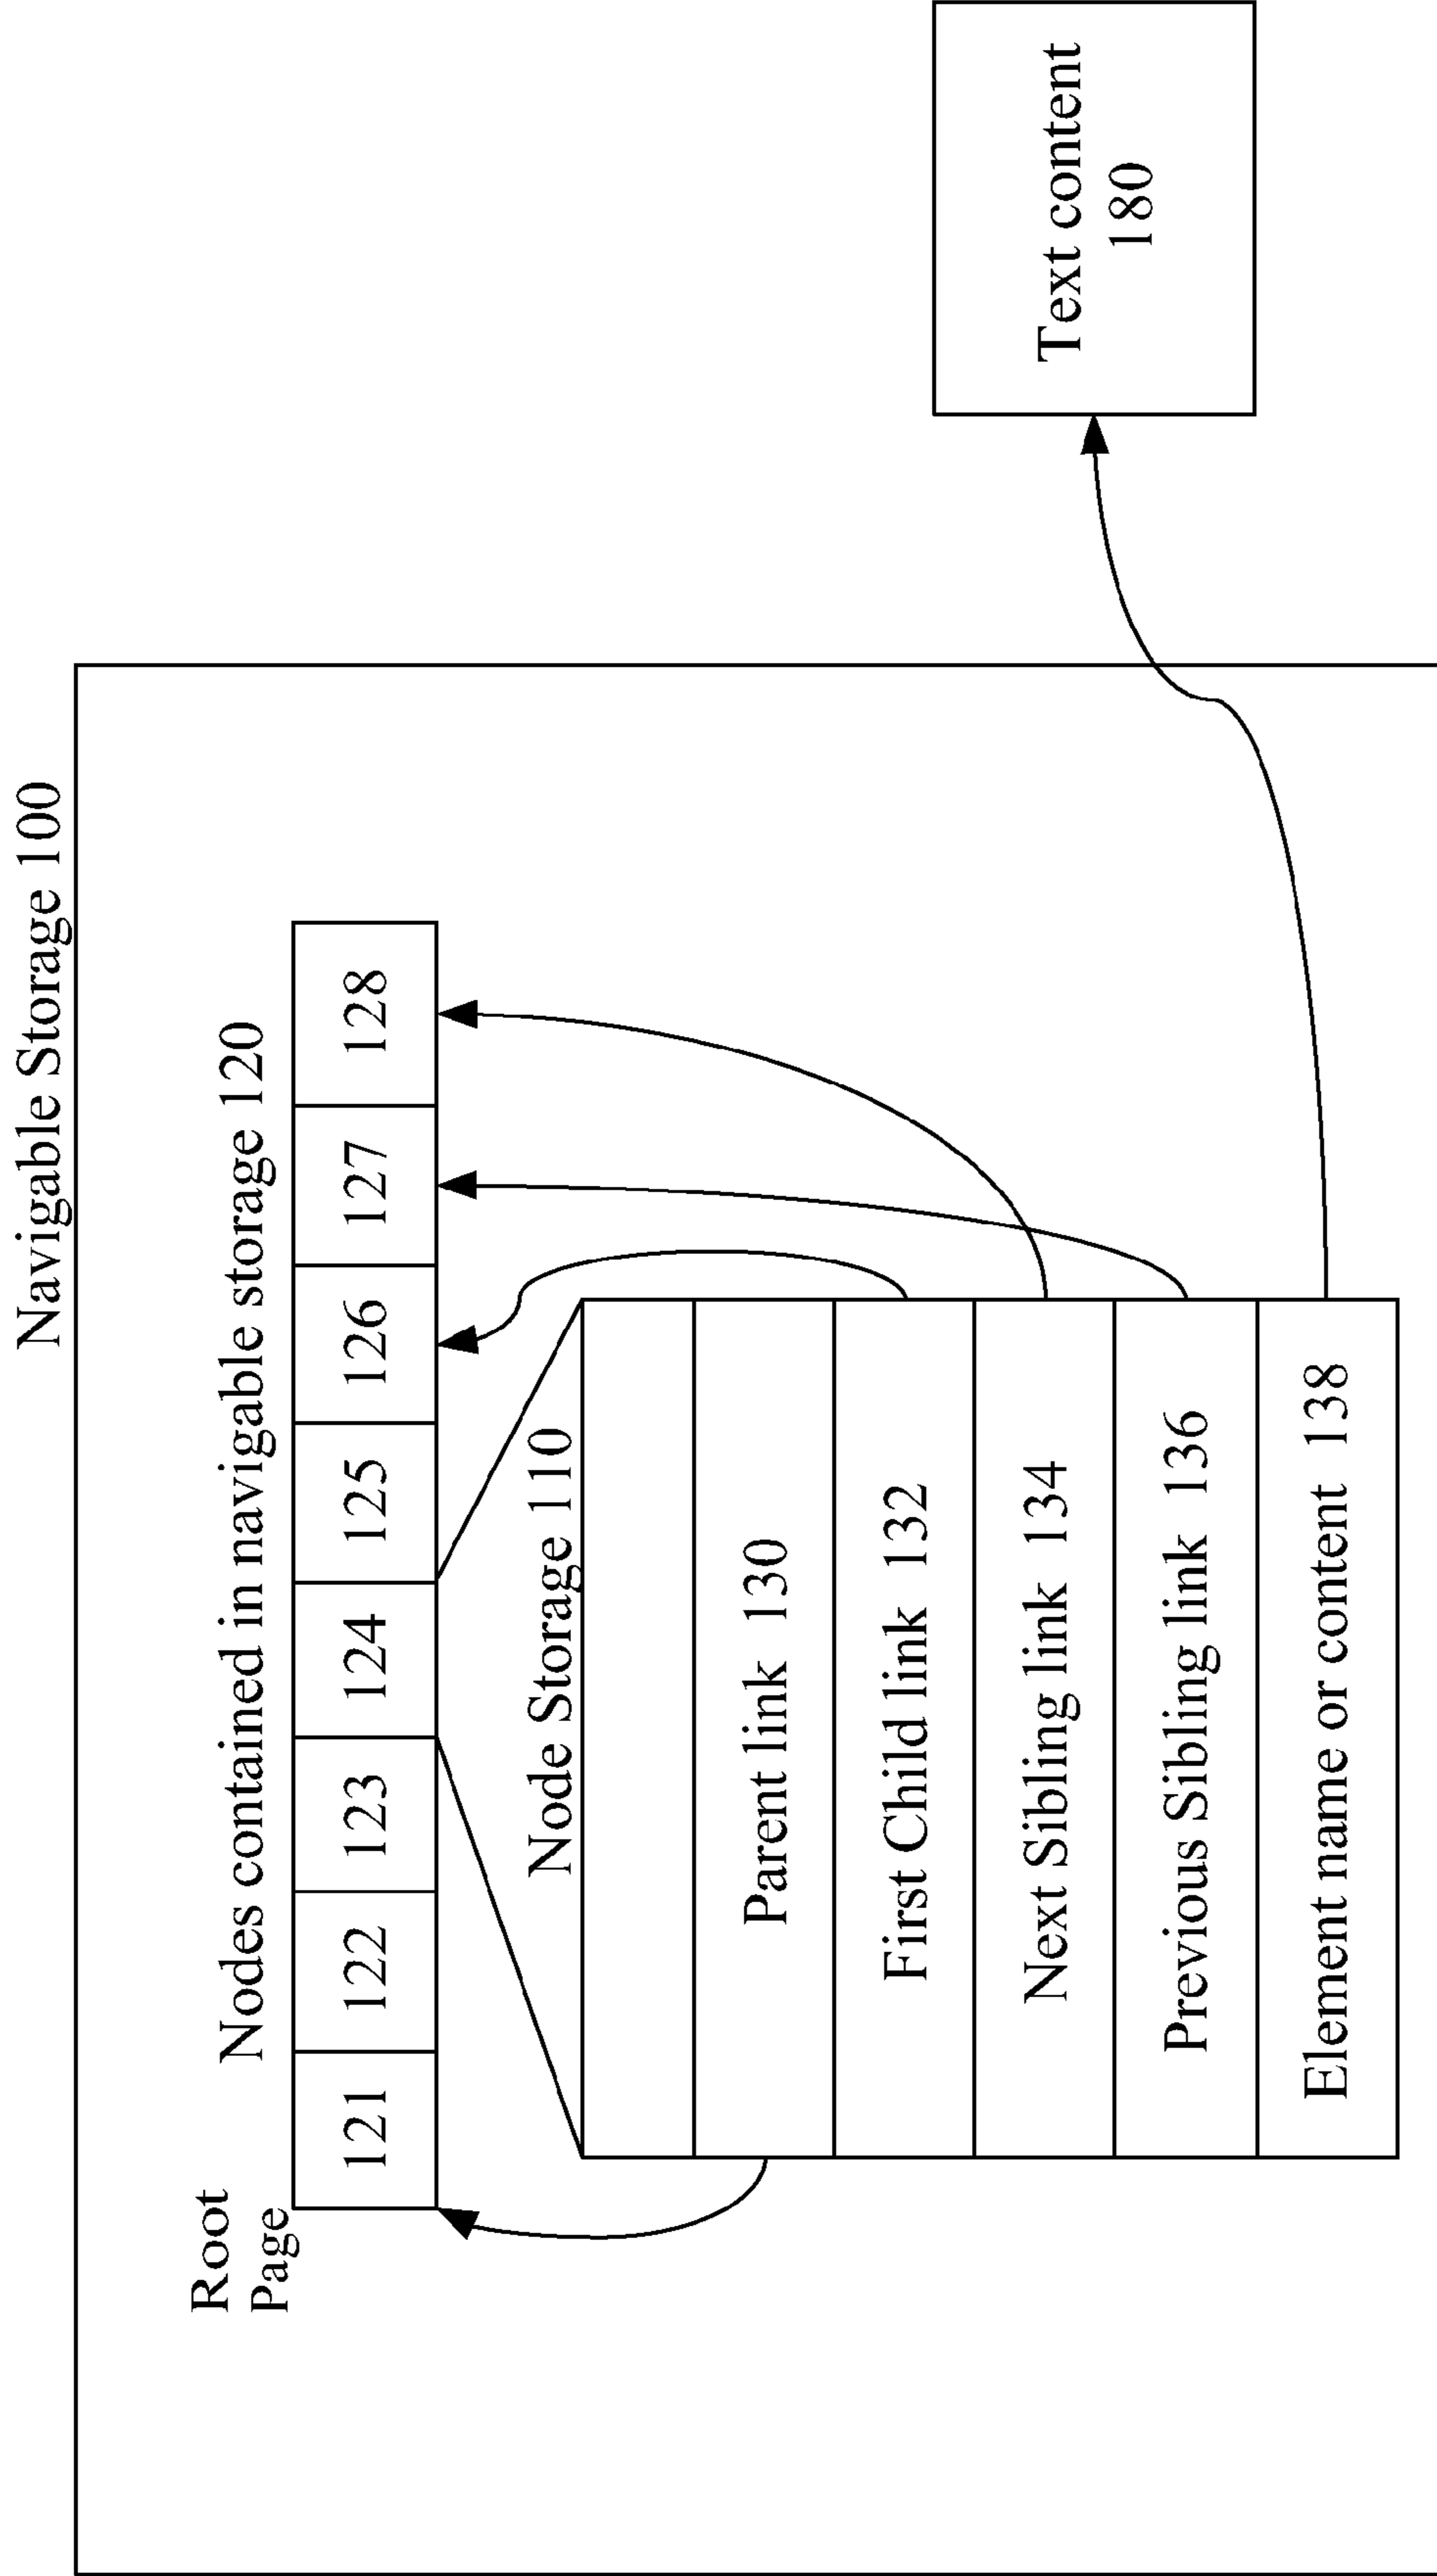 Navigable Storage 100
Root
Page
Nodes contained in navigable storage 120
121 122 123 124 125 126 127 128
Node Storage 110
Parent link 130
First Child link 132
Next Sibling link 134
Previous Sibling link 136
Element name or content 138
Text content
180